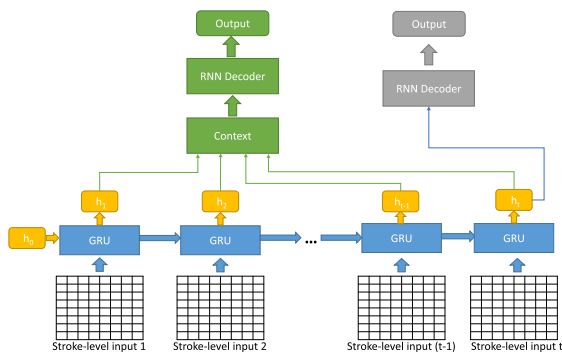 Output
Output
RNN Decoder
RNN Decoder
Context
h1
h2
ht-1
ht
h0
GRU
GRU
...
GRU
GRU
Stroke-level input 1
Stroke-level input 2
Stroke-level input (t-1)
Stroke-level input t